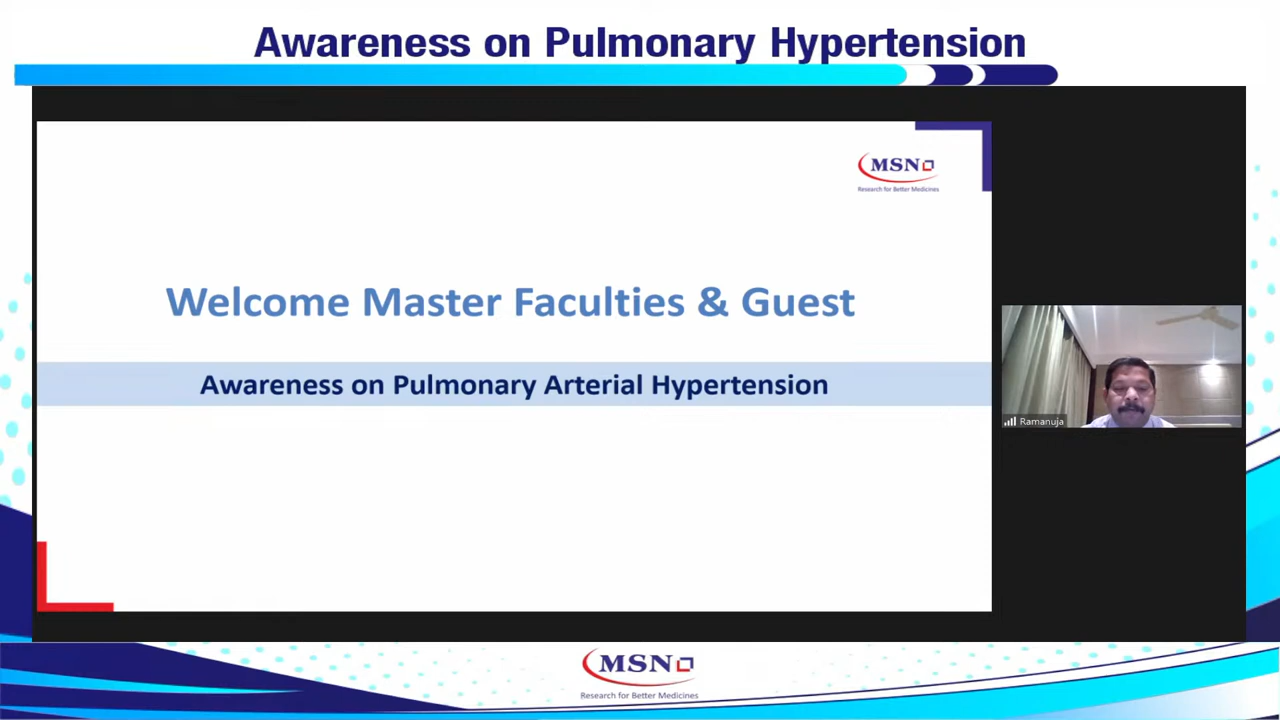 Awareness on Pulmonary Hypertension
MSN
Research for Better Medicines
Welcome Master Faculties & Guest
Awareness on Pulmonary Arterial Hypertension
Ramanuja
MSN
Research for Better Medicines